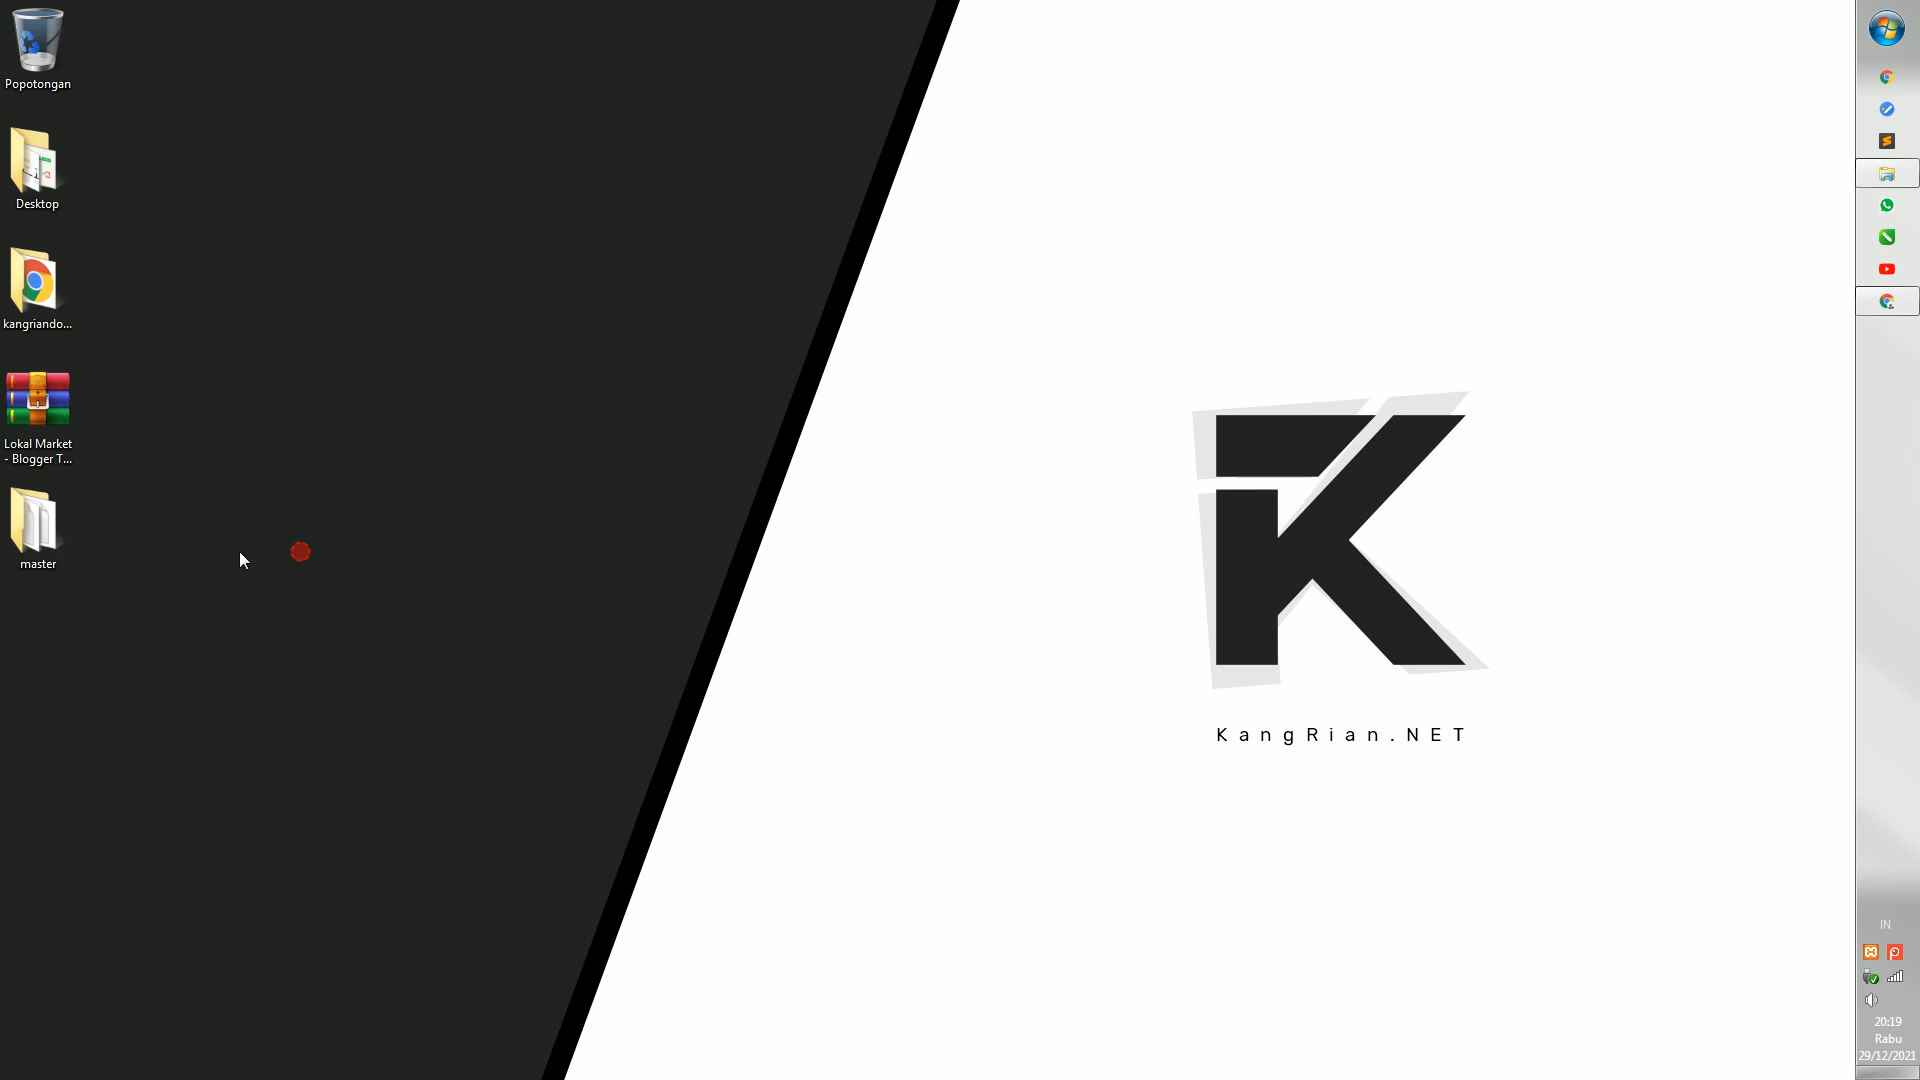 Popotongan
Desktop
kangriando...
Lokal Market
- Blogger T...
master
KangRian.NET
IN
20:19
Rabu
29/12/2021